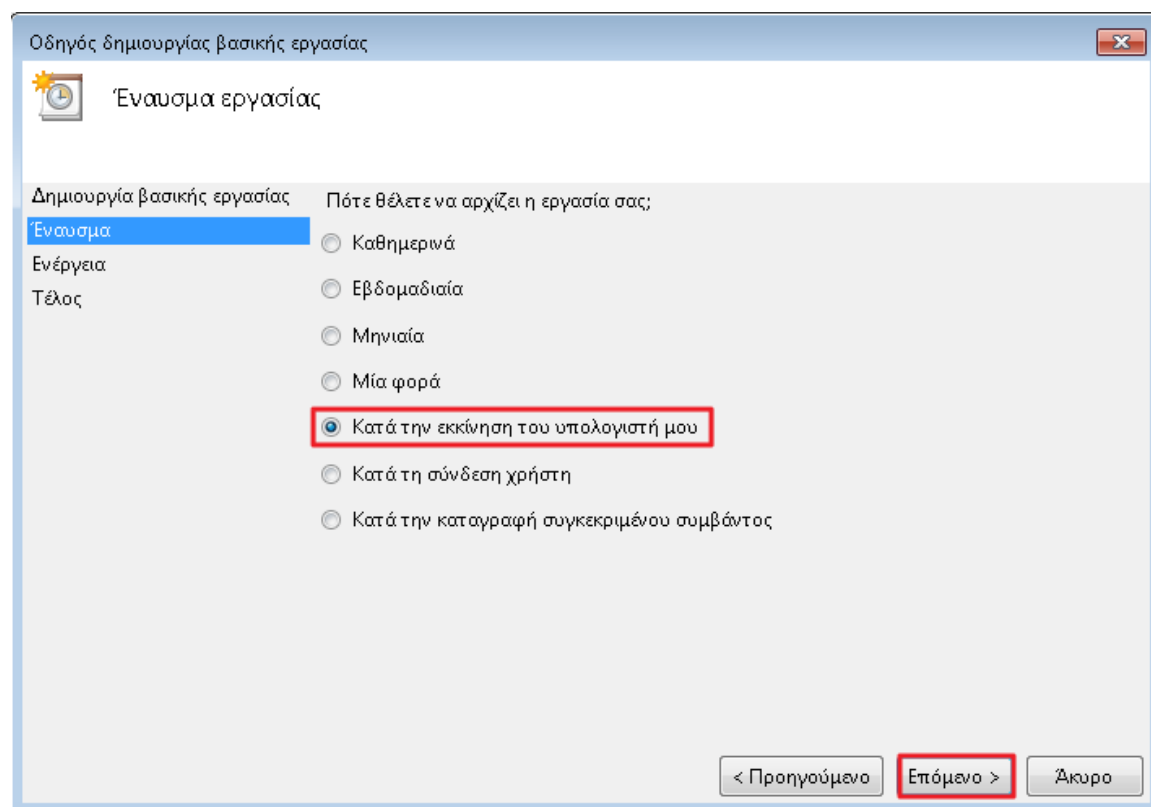 Οδηγός δημιουργίας βασικής εργασίας
Έναυσμα εργασίας
Δημιουργία βασικής εργασίας
Έναυσμα
Ενέργεια
Τέλος
Πότε θέλετε να αρχίζει η εργασία σας;
Καθημερινά
Εβδομαδιαία
Μηνιαία
Μία φορά
Κατά την εκκίνηση του υπολογιστή μου
Κατά τη σύνδεση χρήστη
Κατά την καταγραφή συγκεκριμένου συμβάντος
< Προηγούμενο
Επόμενο >
Άκυρο